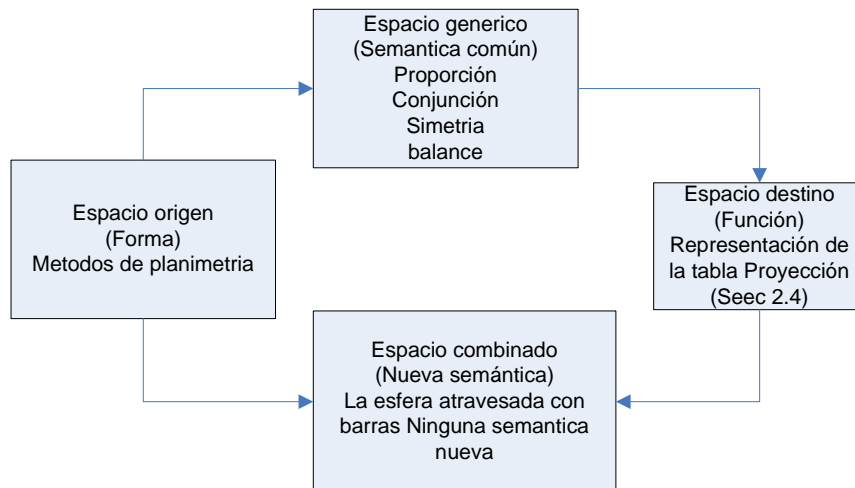 Espacio generico
(Semantica común)
Proporción
Conjunción
Simetria
balance
Espacio origen
(Forma)
Metodos de planimetria
Espacio destino
(Función)
Representación de
la tabla Proyección
(Seec 2.4)
Espacio combinado
(Nueva semántica)
La esfera atravesada con
barras Ninguna semantica
nueva